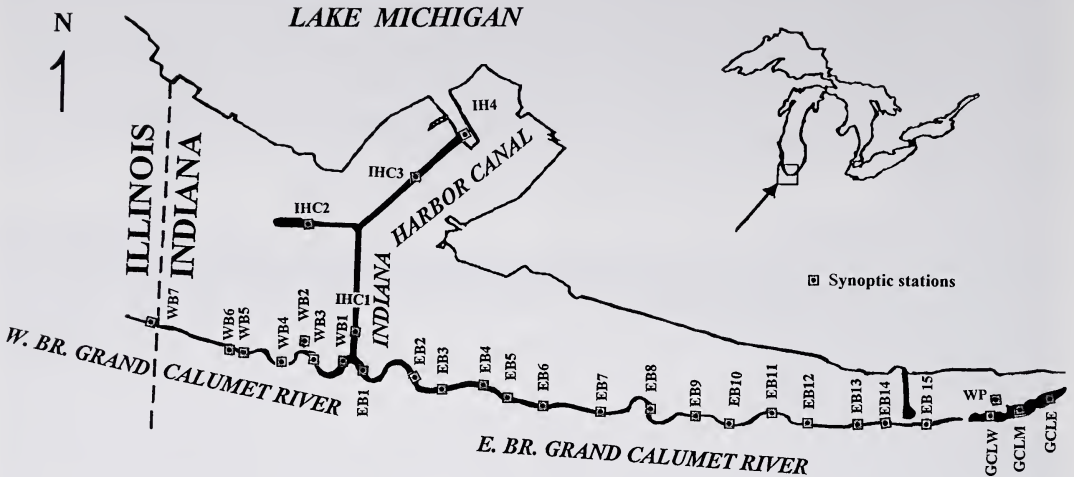 LAKE MICHIGAN
N
IH4
IHC3
HARBOR CANAL
IHC2
ILLINOIS
INDIANA
INDIANA
Synoptic stations
IHC1
WB7
WB6
WB5
WB4
WB2
WB3
WB1
EB1
EB2
EB3
EB4
EB5
EB6
EB7
EB8
EB9
EB10
EB11
EB12
EB13
EB14
EB 15
WP
GCLW
GCLM
GCLE
W. BR. GRAND CALUMET RIVER
E. BR. GRAND CALUMET RIVER